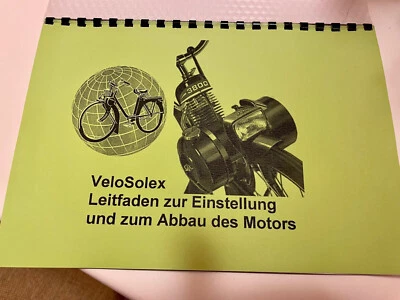 3800
VeloSolex
Leitfaden zur Einstellung
und zum Abbau des Motors